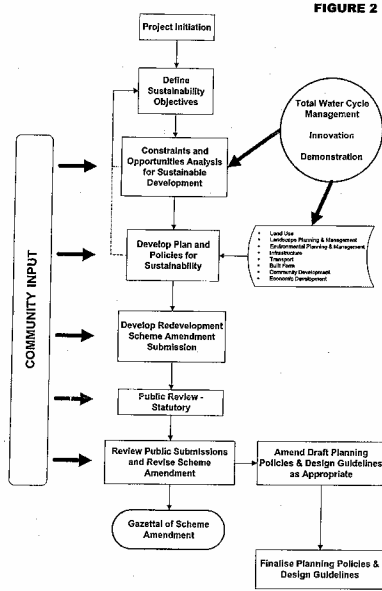 FIGURE 2
Project Initiation
Define
Sustainability
Objectives
Total Water Cycle
Management
Innovation
Demonstration
Constraints and
Opportunities Analysis
for Sustainable
Development
Develop Plan and
Policies for
Sustainability
• Land Use
• Landscape Planning & Management
• Environmental Planning & Management
• Infrastructure
• Transport
• Built Form
• Community Development
• Economic Development
COMMUNITY INPUT
Develop Redevelopment
Scheme Amendment
Submission
Public Review -
Statutory
Review Public Submissions
and Revise Scheme
Amendment
Amend Draft Planning
Policies & Design Guidelines
as Appropriate
Gazettal of Scheme
Amendment
Finalise Planning Policies &
Design Guidelines